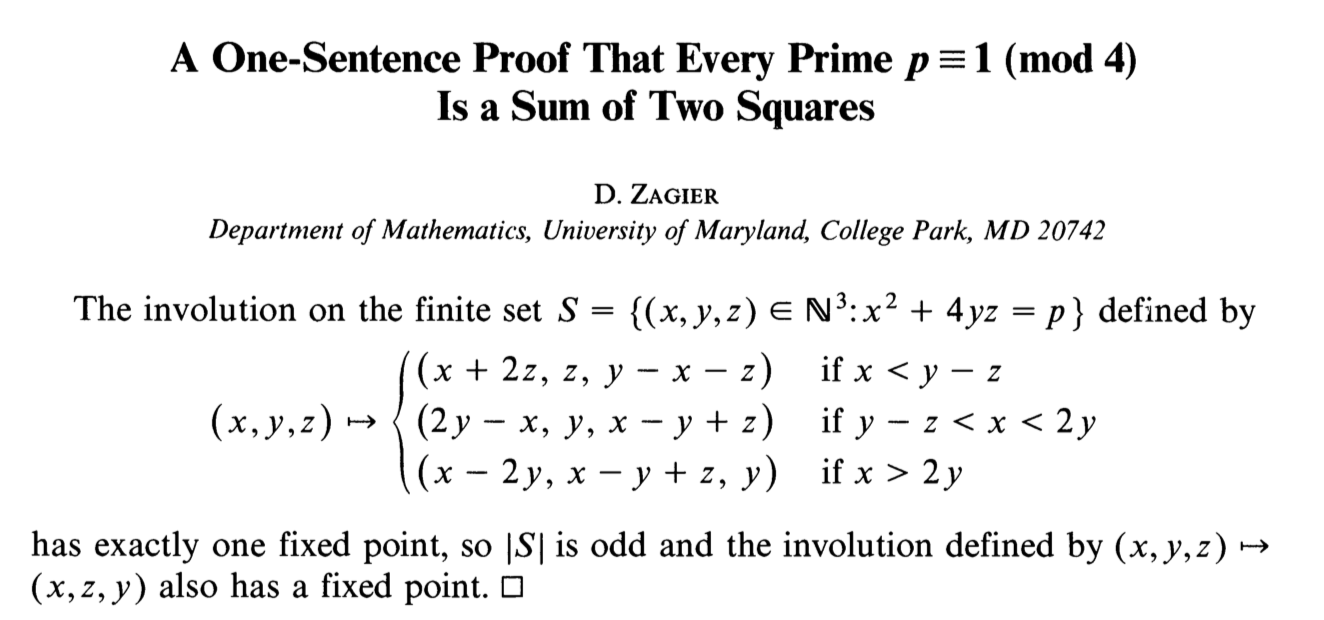 A One-Sentence Proof That Every Prime p ≡ 1 (mod 4)
Is a Sum of Two Squares
D. ZAGIER
Department of Mathematics, University of Maryland, College Park, MD 20742
The involution on the finite set S = {(x, y, z) ∈ ℕ³: x² + 4yz = p} defined by
(x + 2z, z, y − x − z) if x < y − z
(x, y, z) ↦ { (2y − x, y, x − y + z) if y − z < x < 2y
(x − 2y, x − y + z, y) if x > 2y
has exactly one fixed point, so |S| is odd and the involution defined by (x, y, z) ↦
(x, z, y) also has a fixed point. □